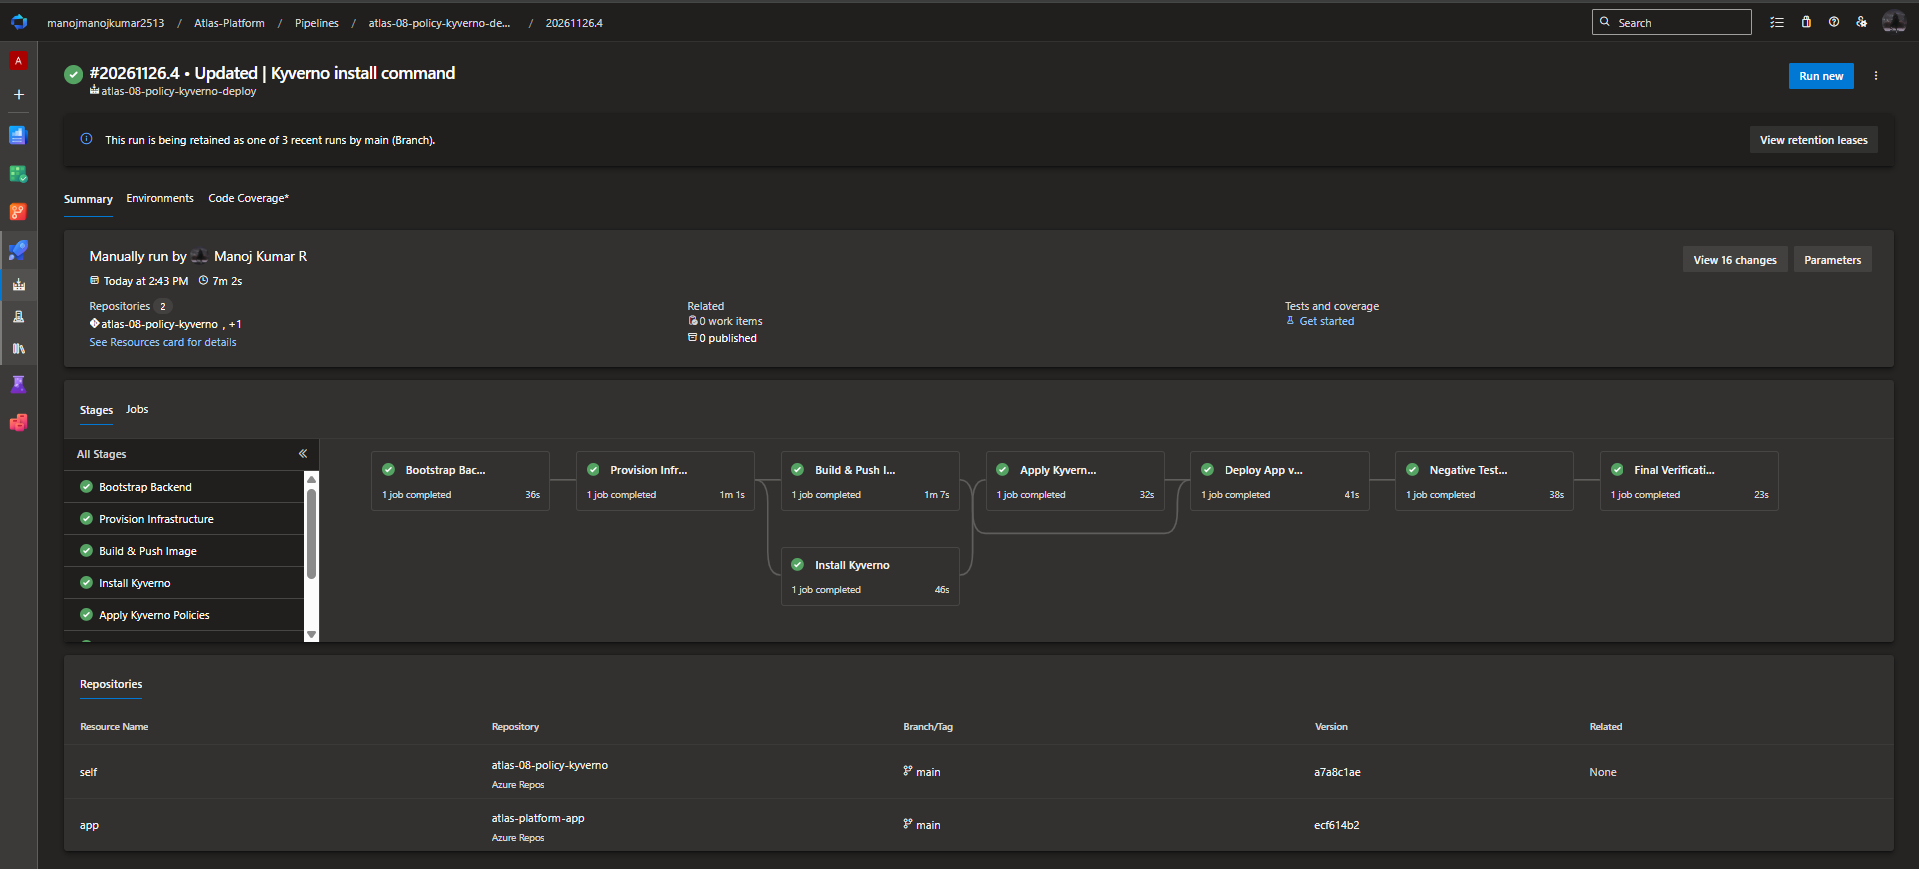 manojmanojkumar2513 / Atlas-Platform / Pipelines / atlas-08-policy-kyverno-de... / 20261126.4
Search
A
#20261126.4 • Updated | Kyverno install command
atlas-08-policy-kyverno-deploy
Run new
This run is being retained as one of 3 recent runs by main (Branch).
View retention leases
Summary
Environments
Code Coverage*
Manually run by Manoj Kumar R
View 16 changes
Parameters
Today at 2:43 PM
7m 2s
Repositories 2
Related
Tests and coverage
atlas-08-policy-kyverno , +1
0 work items
Get started
See Resources card for details
0 published
Stages
Jobs
All Stages
Bootstrap Backend
Provision Infrastructure
Build & Push Image
Install Kyverno
Apply Kyverno Policies
Bootstrap Bac...
1 job completed 36s
Provision Infr...
1 job completed 1m 1s
Build & Push I...
1 job completed 1m 7s
Apply Kyvern...
1 job completed 32s
Deploy App v...
1 job completed 41s
Negative Test...
1 job completed 38s
Final Verificati...
1 job completed 23s
Install Kyverno
1 job completed 46s
Repositories
Resource Name Repository Branch/Tag Version Related
self atlas-08-policy-kyverno main a7a8c1ae None
Azure Repos
app atlas-platform-app main ecf614b2
Azure Repos